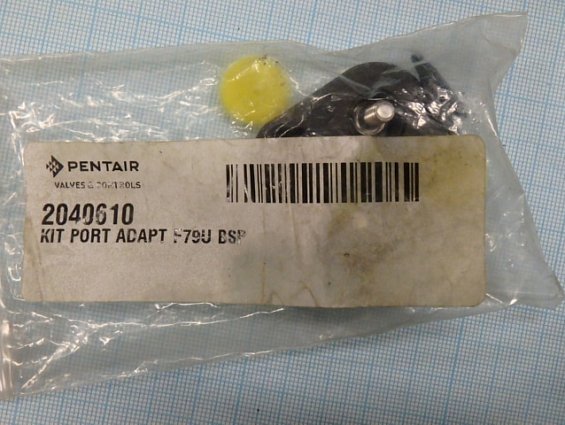 PENTAIR
VALVES & CONTROLS
2040610
KIT PORT ADAPT F79U BSP